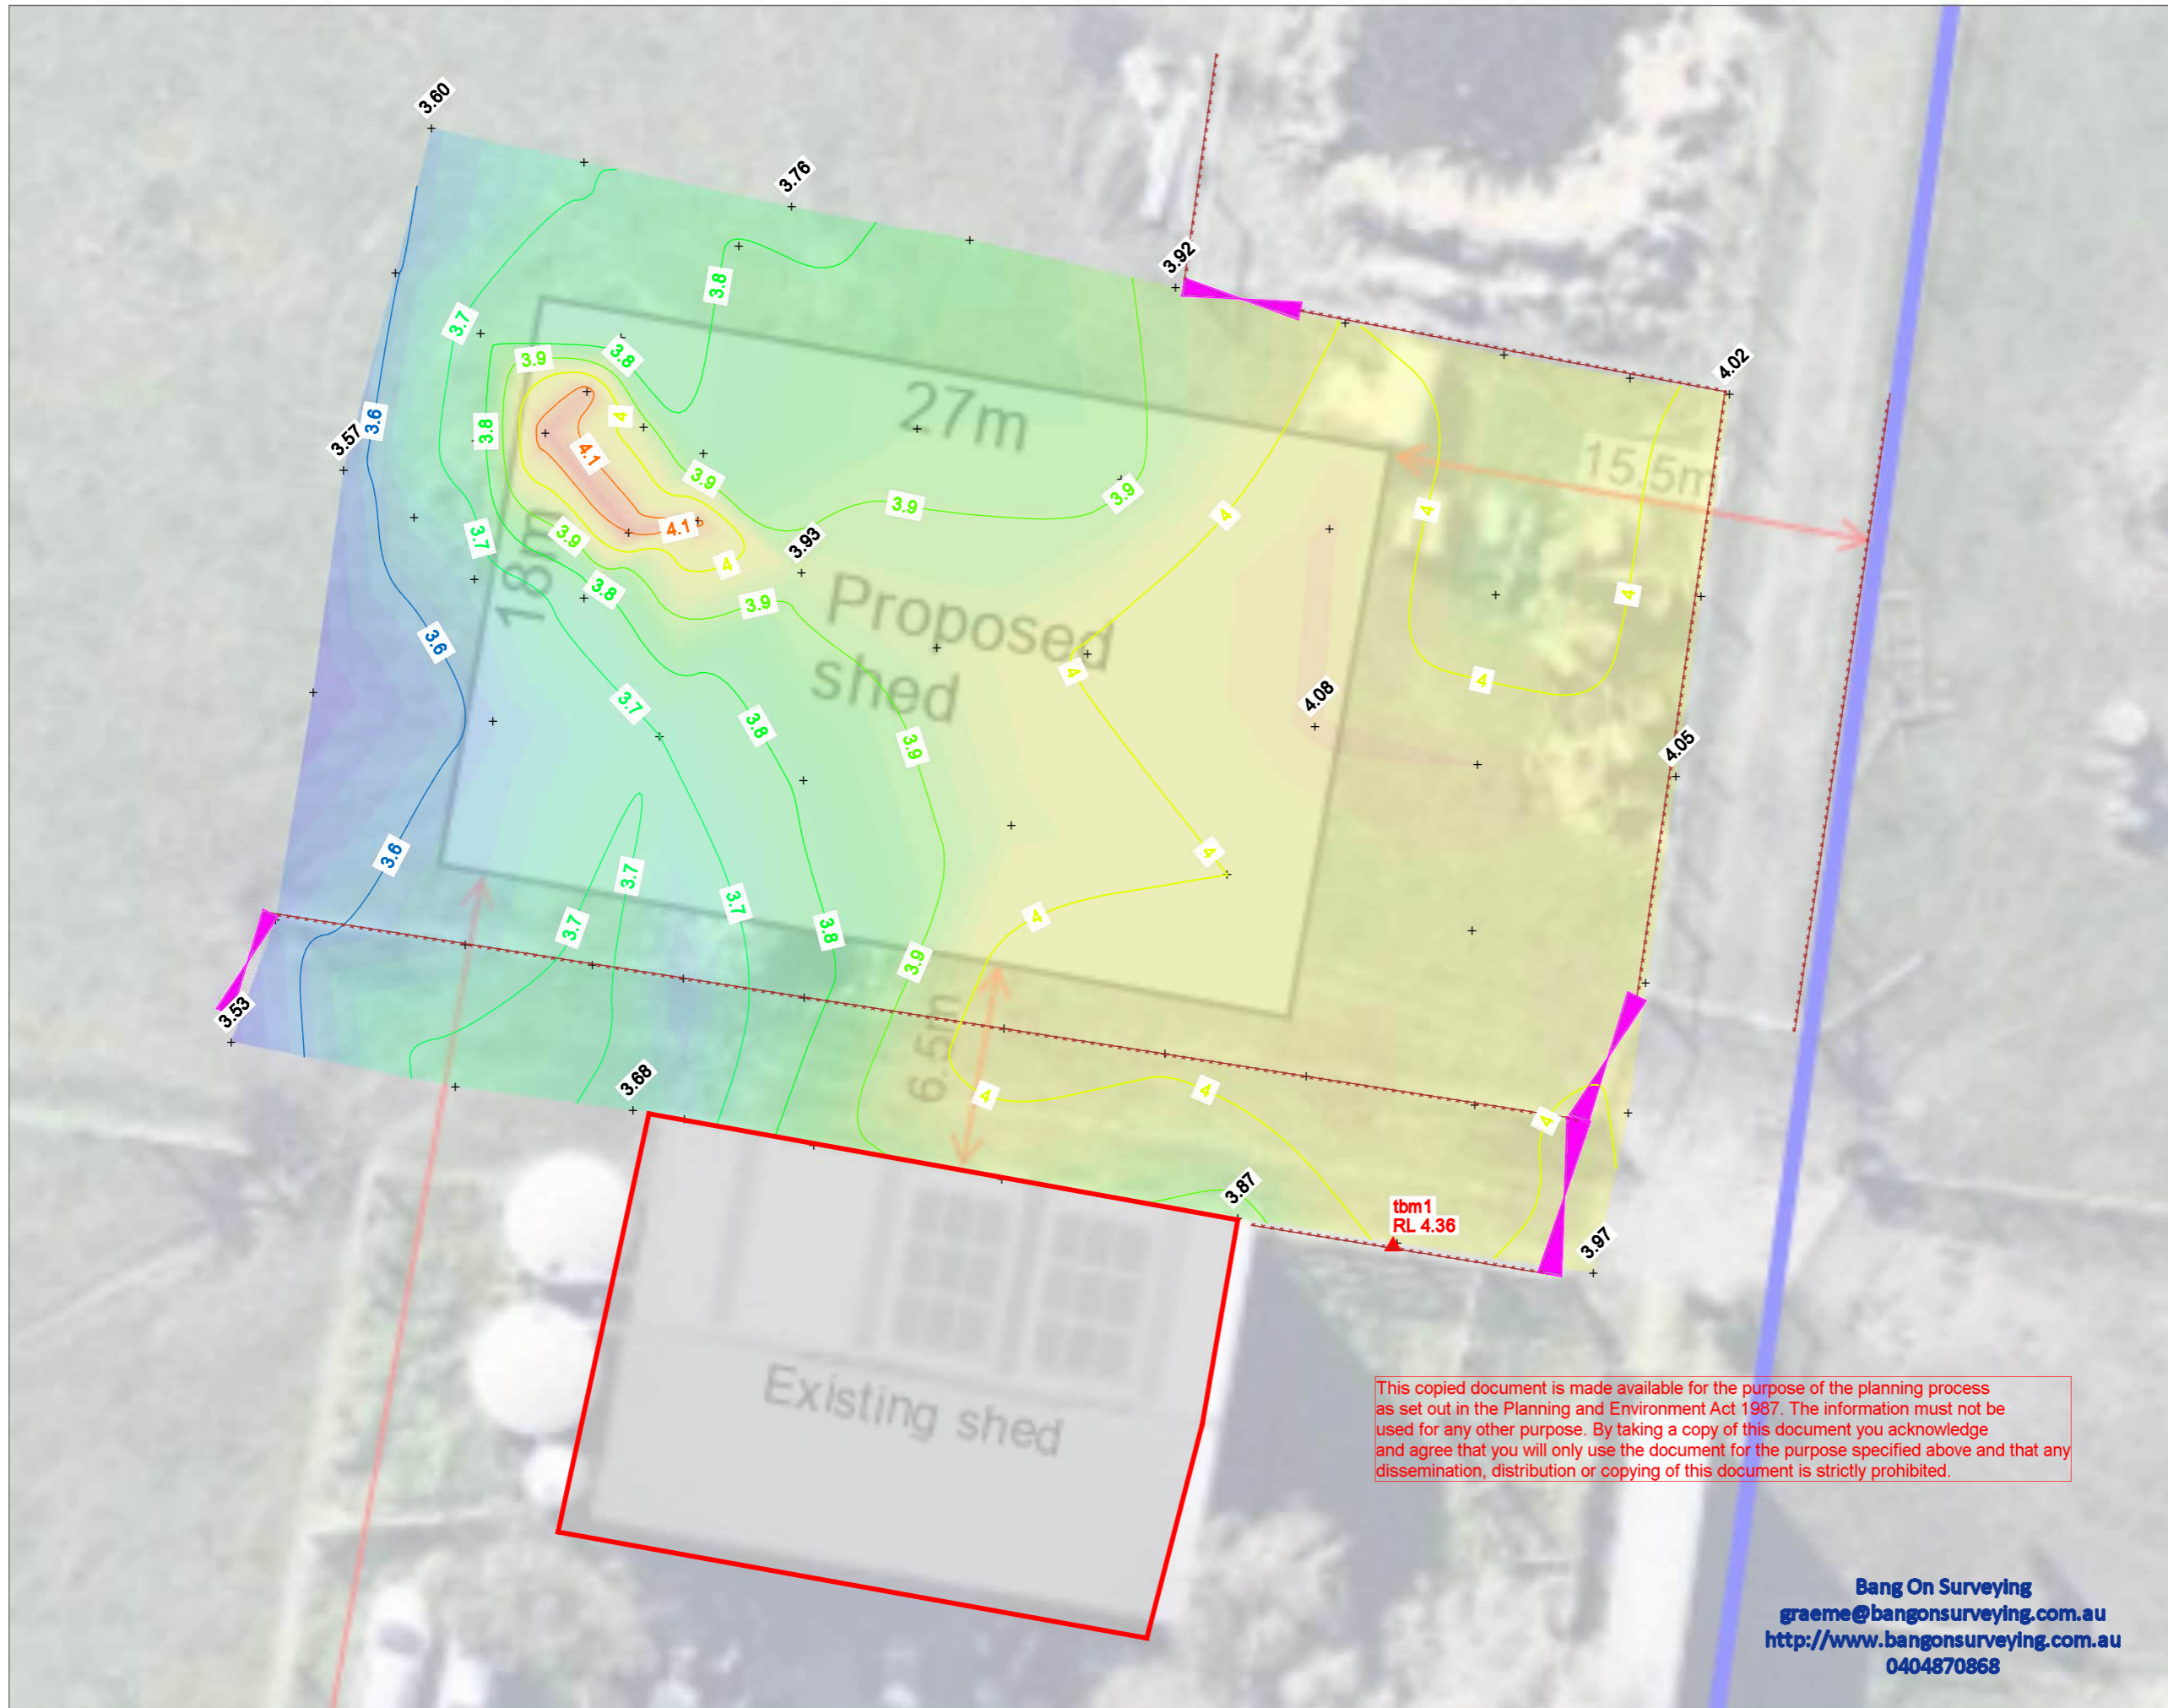 3.60
3.76
3.92
4.02
3.8
3.7
3.8
3.9
27m
3.6
3.57
3.8
4
4.1
15.5m
3.9
3.9
3.9
4
4
3.7
3.9
4.1
3.93
4
18m
3.8
3.9
4
Proposed
shed
3.6
4
4
3.7
3.8
3.9
4.08
4.05
3.6
3.7
3.7
3.7
3.8
3.9
4
4
3.53
6.5m
3.68
4
4
4
3.87
tbm1
RL 4.36
3.97
Existing shed
This copied document is made available for the purpose of the planning process
as set out in the Planning and Environment Act 1987. The information must not be
used for any other purpose. By taking a copy of this document you acknowledge
and agree that you will only use the document for the purpose specified above and that any
dissemination, distribution or copying of this document is strictly prohibited.
Bang On Surveying
graeme@bangonsurveying.com.au
http://www.bangonsurveying.com.au
0404870868